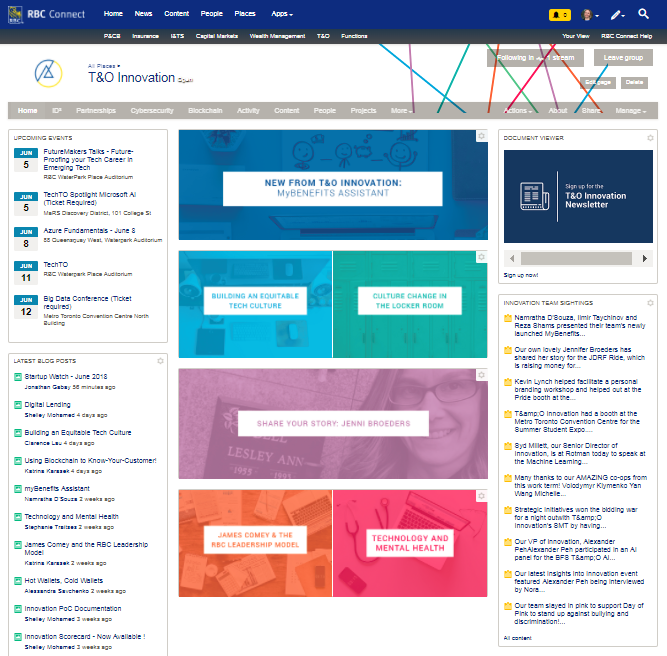 RBC
RBC Connect
Home News Content People Places Apps
0
P&CB Insurance I&TS Capital Markets Wealth Management T&O Functions Your View RBC Connect Help
All Places
T&O Innovation
Following in 1 stream Leave group
Edit page Delete
Home ID² Partnerships Cybersecurity Blockchain Activity Content People Projects More Actions About Share Manage
UPCOMING EVENTS
JUN
5
FutureMakers Talks - Future-
Proofing your Tech Career in
Emerging Tech
RBC WaterPark Place Auditorium
JUN
5
TechTO Spotlight Microsoft AI
(Ticket Required)
MaRS Discovery District, 101 College St
JUN
8
Azure Fundamentals - June 8
88 Queensquay West, Waterpark Auditorium
JUN
11
TechTO
RBC Waterpark Place Auditorium
JUN
12
Big Data Conference (Ticket
required)
Metro Toronto Convention Centre North
Building
LATEST BLOG POSTS
Startup Watch - June 2018
Jonathan Gabay 56 minutes ago
Digital Lending
Shelley Mohamed 4 days ago
Building an Equitable Tech Culture
Clarence Lau 4 days ago
Using Blockchain to Know-Your-Customer!
Katrina Karasek 4 days ago
myBenefits Assistant
Namratha D'Souza 2 weeks ago
Technology and Mental Health
Stephanie Traitses 2 weeks ago
James Comey and the RBC Leadership
Model
Katrina Karasek 2 weeks ago
Hot Wallets, Cold Wallets
Alessandra Savchenko 2 weeks ago
Innovation PoC Documentation
Shelley Mohamed 3 weeks ago
Innovation Scorecard - Now Available !
Shelley Mohamed 3 weeks ago
NEW FROM T&O INNOVATION:
MyBENEFITS ASSISTANT
BUILDING AN EQUITABLE
TECH CULTURE
CULTURE CHANGE IN
THE LOCKER ROOM
SHARE YOUR STORY: JENNI BROEDERS
LESLEY ANN
JAMES COMEY & THE
RBC LEADERSHIP MODEL
TECHNOLOGY AND
MENTAL HEALTH
DOCUMENT VIEWER
Sign up for the
T&O Innovation
Newsletter
Sign up now!
INNOVATION TEAM SIGHTINGS
Namratha D'Souza, Ilmir Taychinov and
Reza Shams presented their team's newly
launched MyBenefits...
Our own lovely Jennifer Broeders has
shared her story for the JDRF Ride, which
is raising money for...
Kevin Lynch helped facilitate a personal
branding workshop and helped out at the
Pride booth at the...
T&amp;O Innovation had a booth at the
Metro Toronto Convention Centre for the
Summer Student Expo....
Syd Millett, our Senior Director of
Innovation, is at Rotman today to speak at
the Machine Learning...
Many thanks to our AMAZING co-ops from
this work term! Volodymyr Klymenko Yan
Wang Michelle...
Strategic Initiatives won the bidding war
for a night outwith T&amp;O
Innovation's SMT by having...
Our VP of Innovation, Alexander
PehAlexander Peh participated in an AI
panel for the BFS T&amp;O AI...
Our latest Insights into Innovation event
featured Alexander Peh being interviewed
by Nora...
Our team slayed in pink to support Day of
Pink to stand up against bullying and
discrimination!...
All content